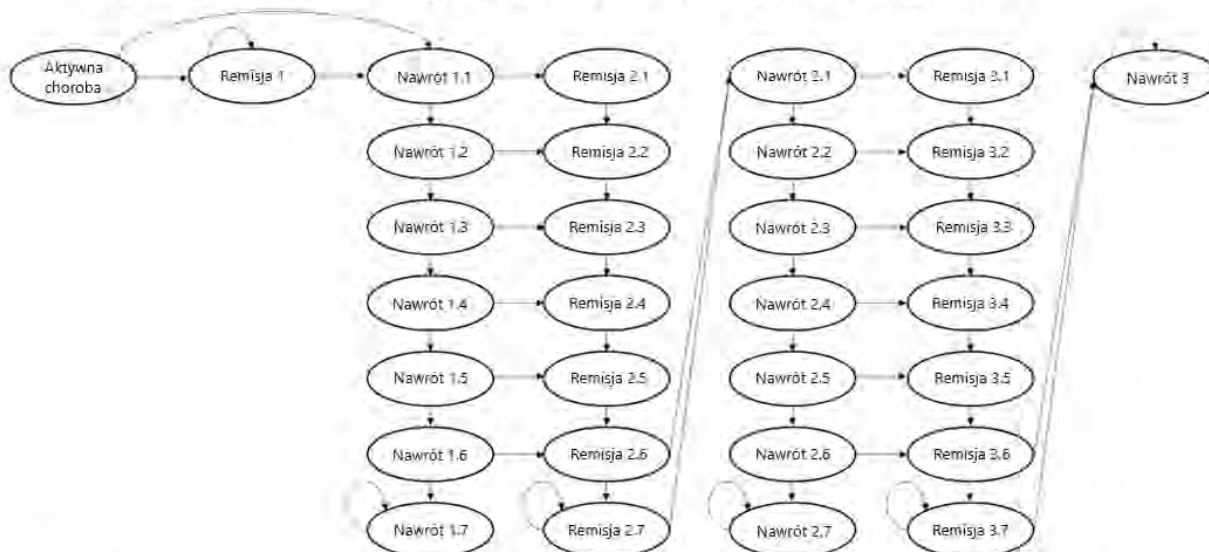 Aktywna
choroba
Remisja 1
Nawrót 1.1
Remisja 2.1
Nawrót 2.1
Remisja 3.1
Nawrót 3
Nawrót 1.2
Remisja 2.2
Nawrót 2.2
Remisja 3.2
Nawrót 1.3
Remisja 2.3
Nawrót 2.3
Remisja 3.3
Nawrót 1.4
Remisja 2.4
Nawrót 2.4
Remisja 3.4
Nawrót 1.5
Remisja 2.5
Nawrót 2.5
Remisja 3.5
Nawrót 1.6
Remisja 2.6
Nawrót 2.6
Remisja 3.6
Nawrót 1.7
Remisja 2.7
Nawrót 2.7
Remisja 3.7